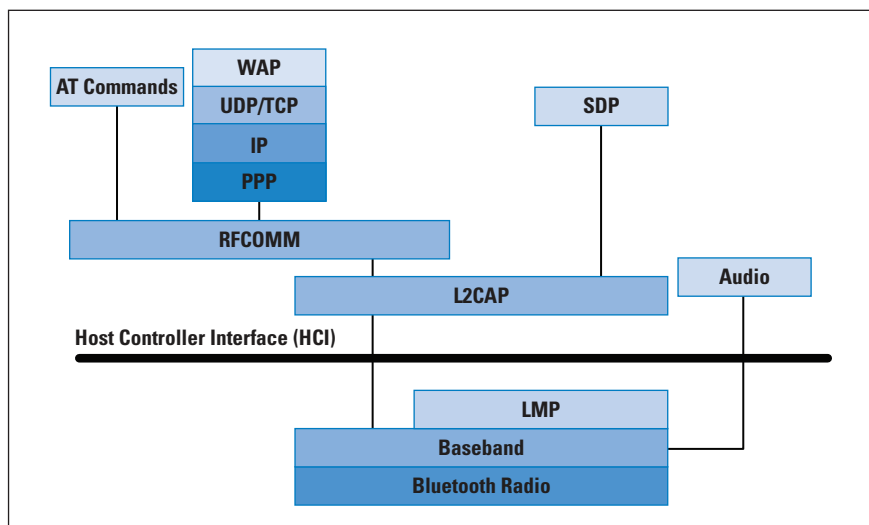 WAP
AT Commands
UDP/TCP
SDP
IP
PPP
RFCOMM
Audio
L2CAP
Host Controller Interface (HCI)
LMP
Baseband
Bluetooth Radio